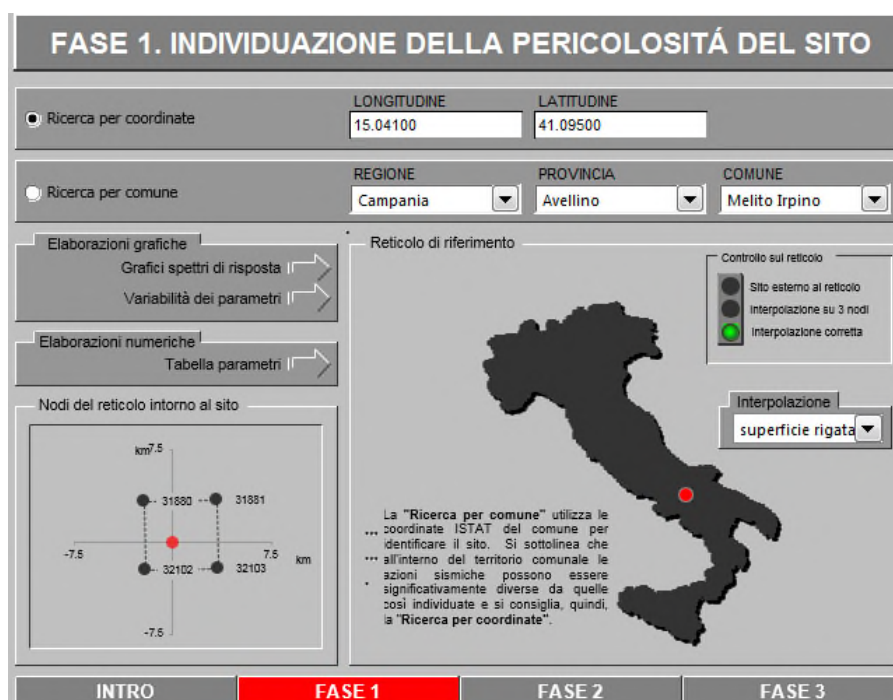 FASE 1. INDIVIDUAZIONE DELLA PERICOLOSITÁ DEL SITO
LONGITUDINE LATITUDINE
Ricerca per coordinate 15.04100 41.09500
REGIONE PROVINCIA COMUNE
Ricerca per comune Campania Avellino Melito Irpino
Elaborazioni grafiche
Grafici spettri di risposta
Variabilità dei parametri
Elaborazioni numeriche
Tabella parametri
Nodi del reticolo intorno al sito
km 7.5
31880 31881
-7.5 7.5 km
32102 32103
-7.5
Reticolo di riferimento
Controllo sul reticolo
Sito esterno al reticolo
Interpolazione su 3 nodi
Interpolazione corretta
Interpolazione
superficie rigata
La "Ricerca per comune" utilizza le
coordinate ISTAT del comune per
identificare il sito. Si sottolinea che
all'interno del territorio comunale le
azioni sismiche possono essere
significativamente diverse da quelle
così individuate e si consiglia, quindi,
la "Ricerca per coordinate".
INTRO FASE 1 FASE 2 FASE 3